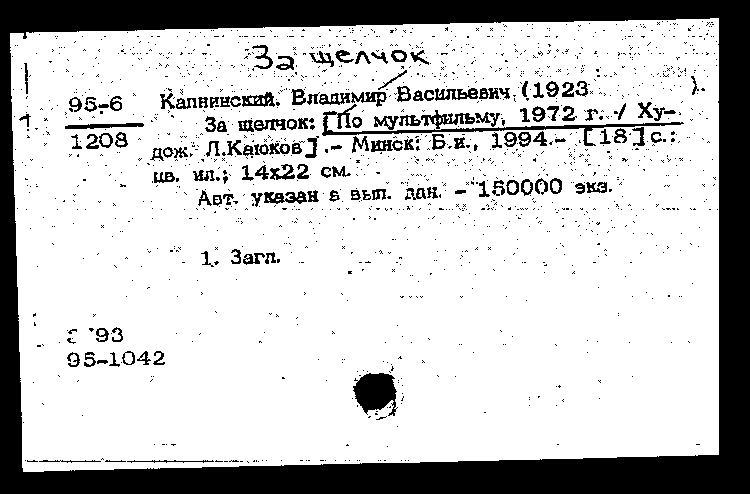 За щелчок
95-6 Капнинский, Владимир Васильевич (1923 ).
1208 За щелчок: [По мультфильму, 1972 г. / Ху-
дож. Л.Каюков]. - Минск: Б.и., 1994.- [18]с.:
цв. ил.; 14x22 см.
Авт. указан в вып. дан. - 150000 экз.
1. Загл.
93
95-1042